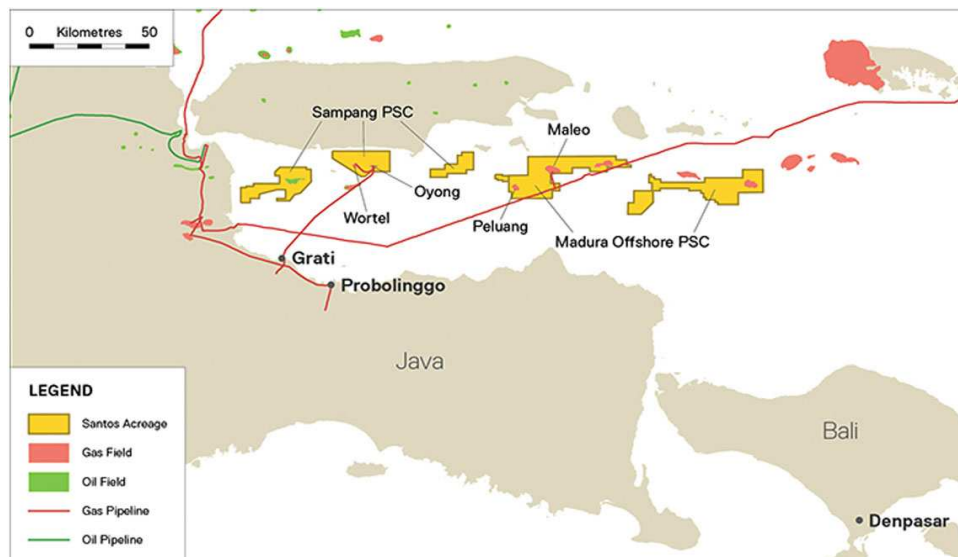 0 Kilometres 50
Sampang PSC
Maleo
Oyong
Wortel
Peluang
Madura Offshore PSC
Grati
Probolinggo
Java
Bali
Denpasar
LEGEND
Santos Acreage
Gas Field
Oil Field
Gas Pipeline
Oil Pipeline